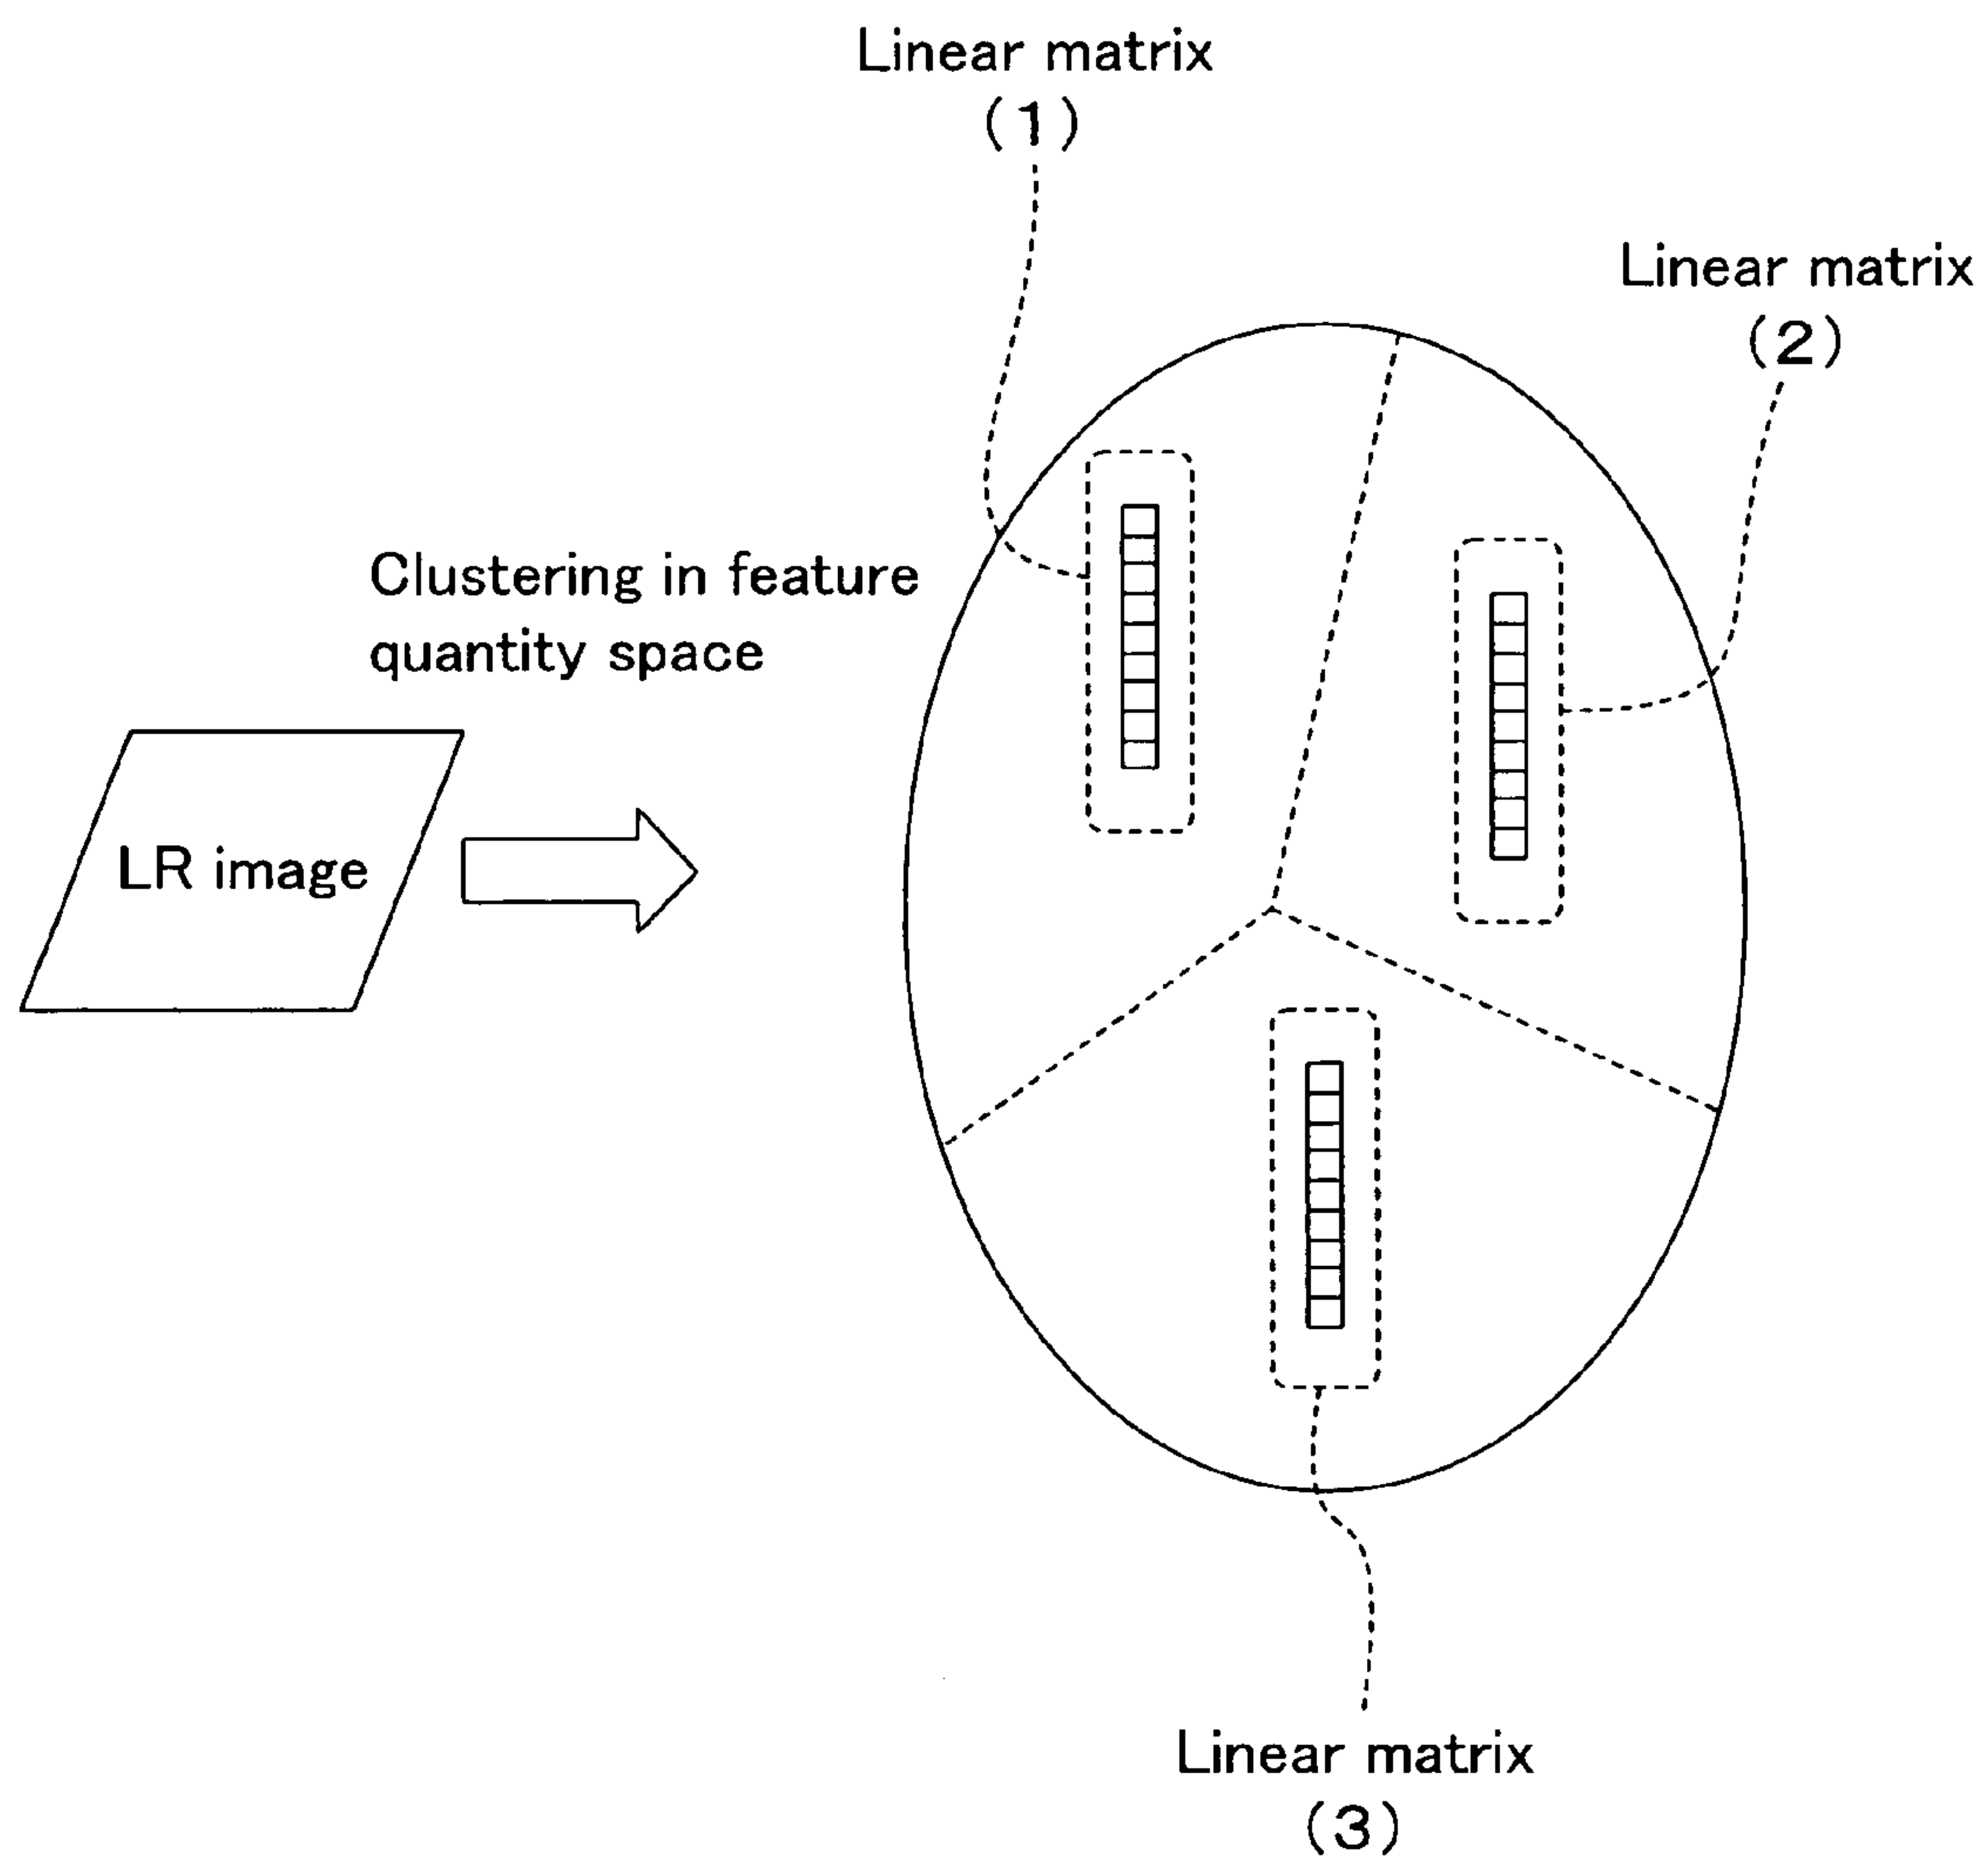 Linear matrix
(1)
Linear matrix
(2)
Clustering in feature
quantity space
LR image
Linear matrix
(3)